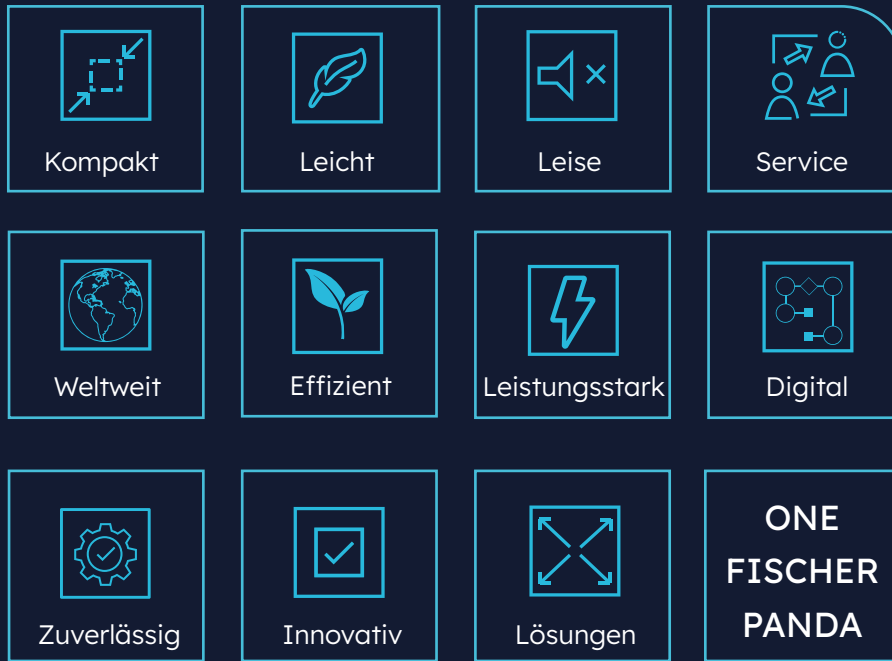 Kompakt
Leicht
Leise
Service
Weltweit
Effizient
Leistungsstark
Digital
Zuverlässig
Innovativ
Lösungen
ONE
FISCHER
PANDA